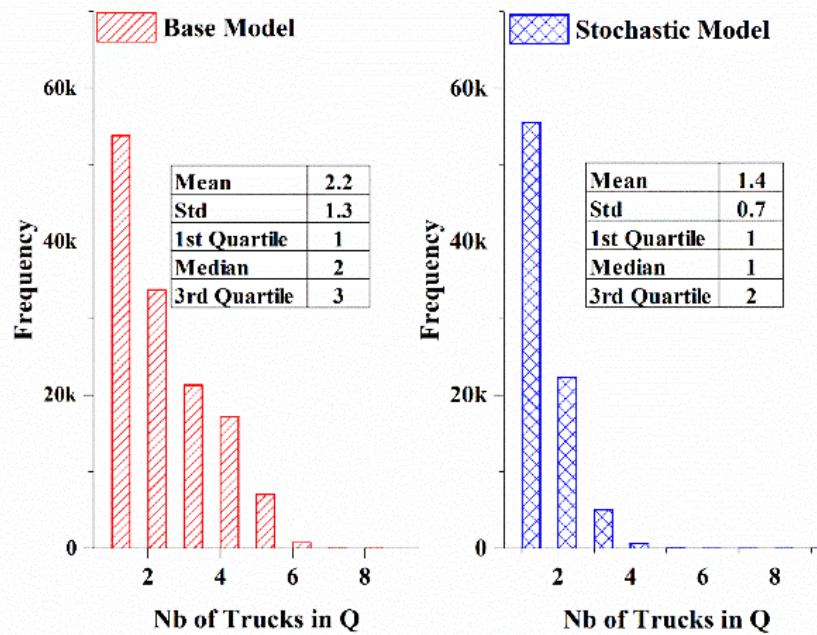 Base Model
60k
40k
20k
0
Frequency
Mean 2.2
Std 1.3
1st Quartile 1
Median 2
3rd Quartile 3
2 4 6 8
Nb of Trucks in Q
Stochastic Model
60k
40k
20k
0
Frequency
Mean 1.4
Std 0.7
1st Quartile 1
Median 1
3rd Quartile 2
2 4 6 8
Nb of Trucks in Q